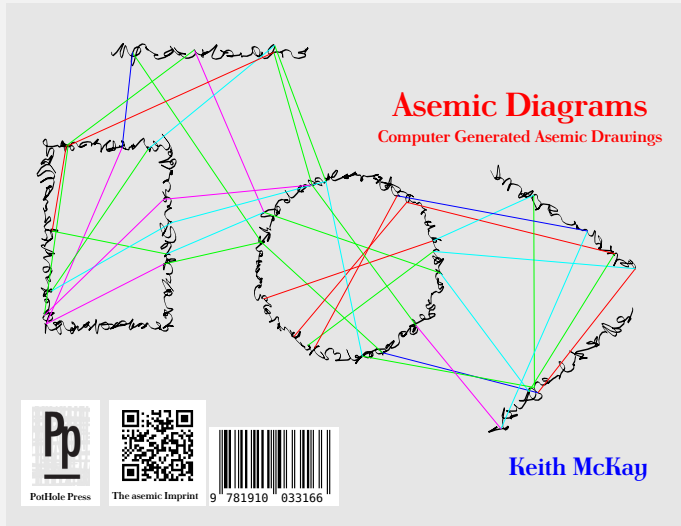 Asemic Diagrams
Computer Generated Asemic Drawings
Keith McKay
Pp
PotHole Press
The asemic Imprint
9 781910 033166